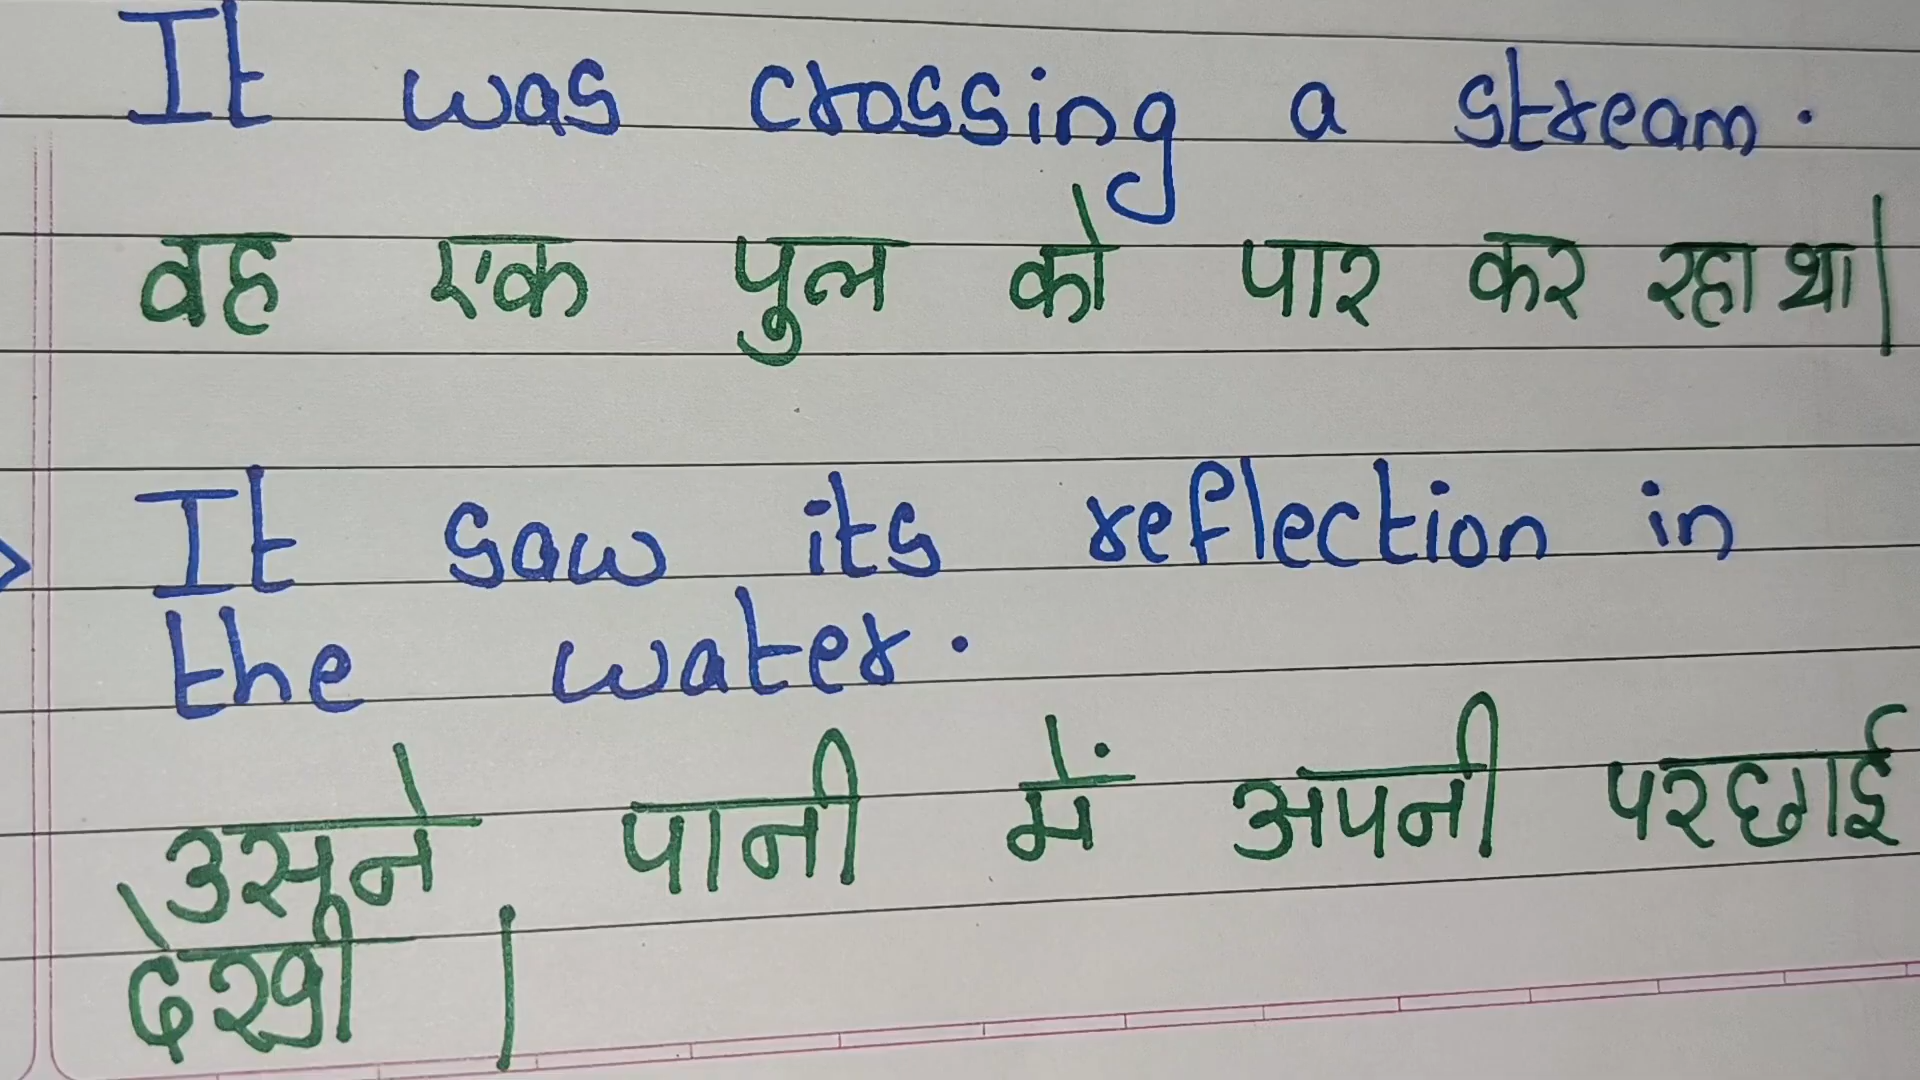 It was crossing a stream.
वह एक पुल को पार कर रहा था|
It saw its reflection in
the water.
उसने पानी में अपनी परछाई
देखी |